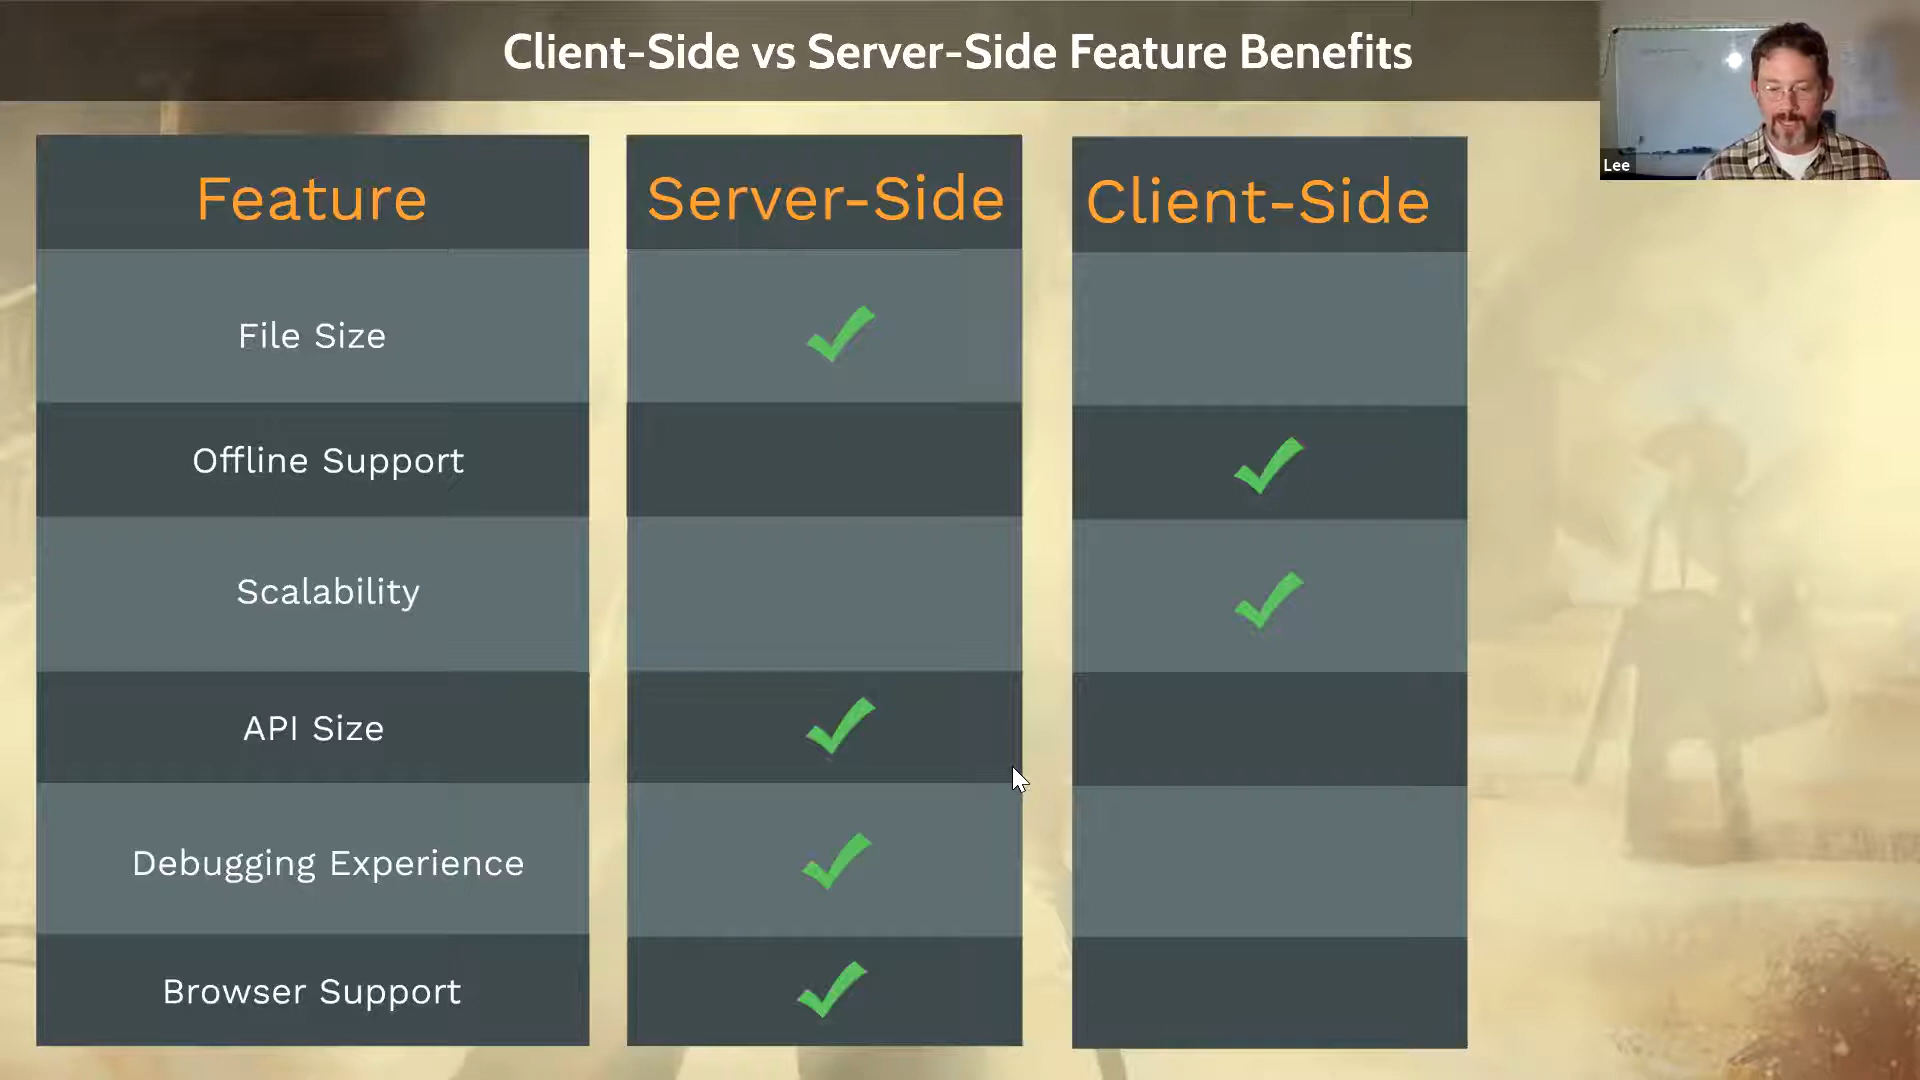 Client-Side vs Server-Side Feature Benefits
Lee
Feature
Server-Side
Client-Side
File Size
Offline Support
Scalability
API Size
Debugging Experience
Browser Support